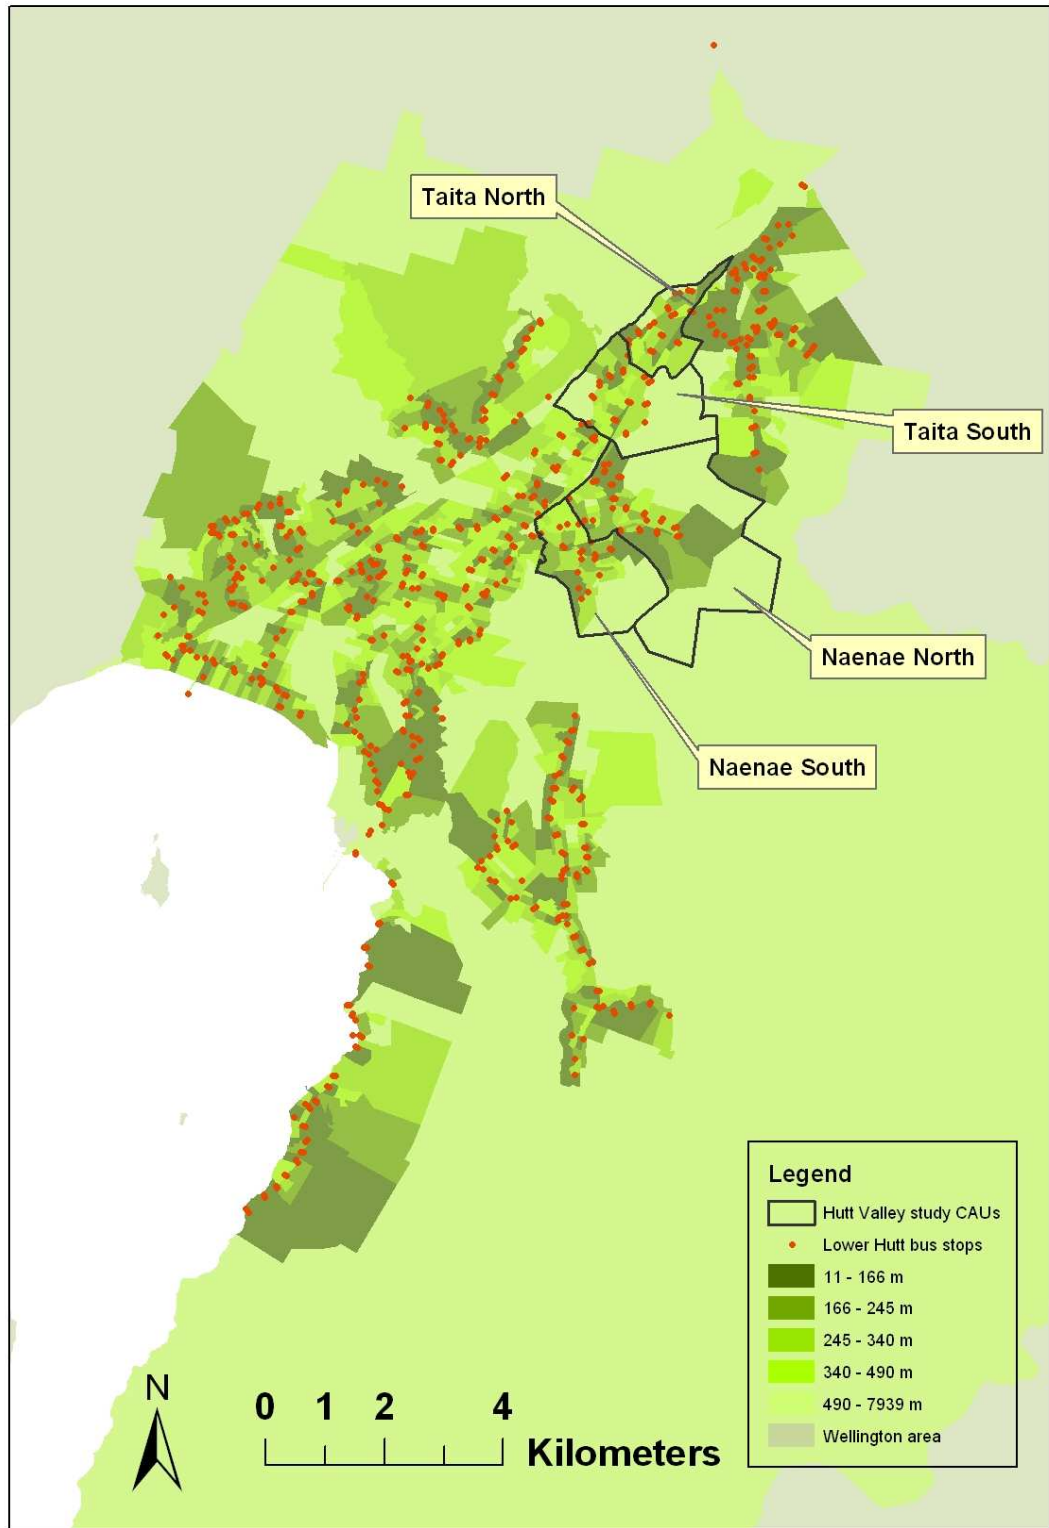 Taita North
Taita South
Naenae North
Naenae South
N
0 1 2 4
Kilometers
Legend
Hutt Valley study CAUs
Lower Hutt bus stops
11 - 166 m
166 - 245 m
245 - 340 m
340 - 490 m
490 - 7939 m
Wellington area